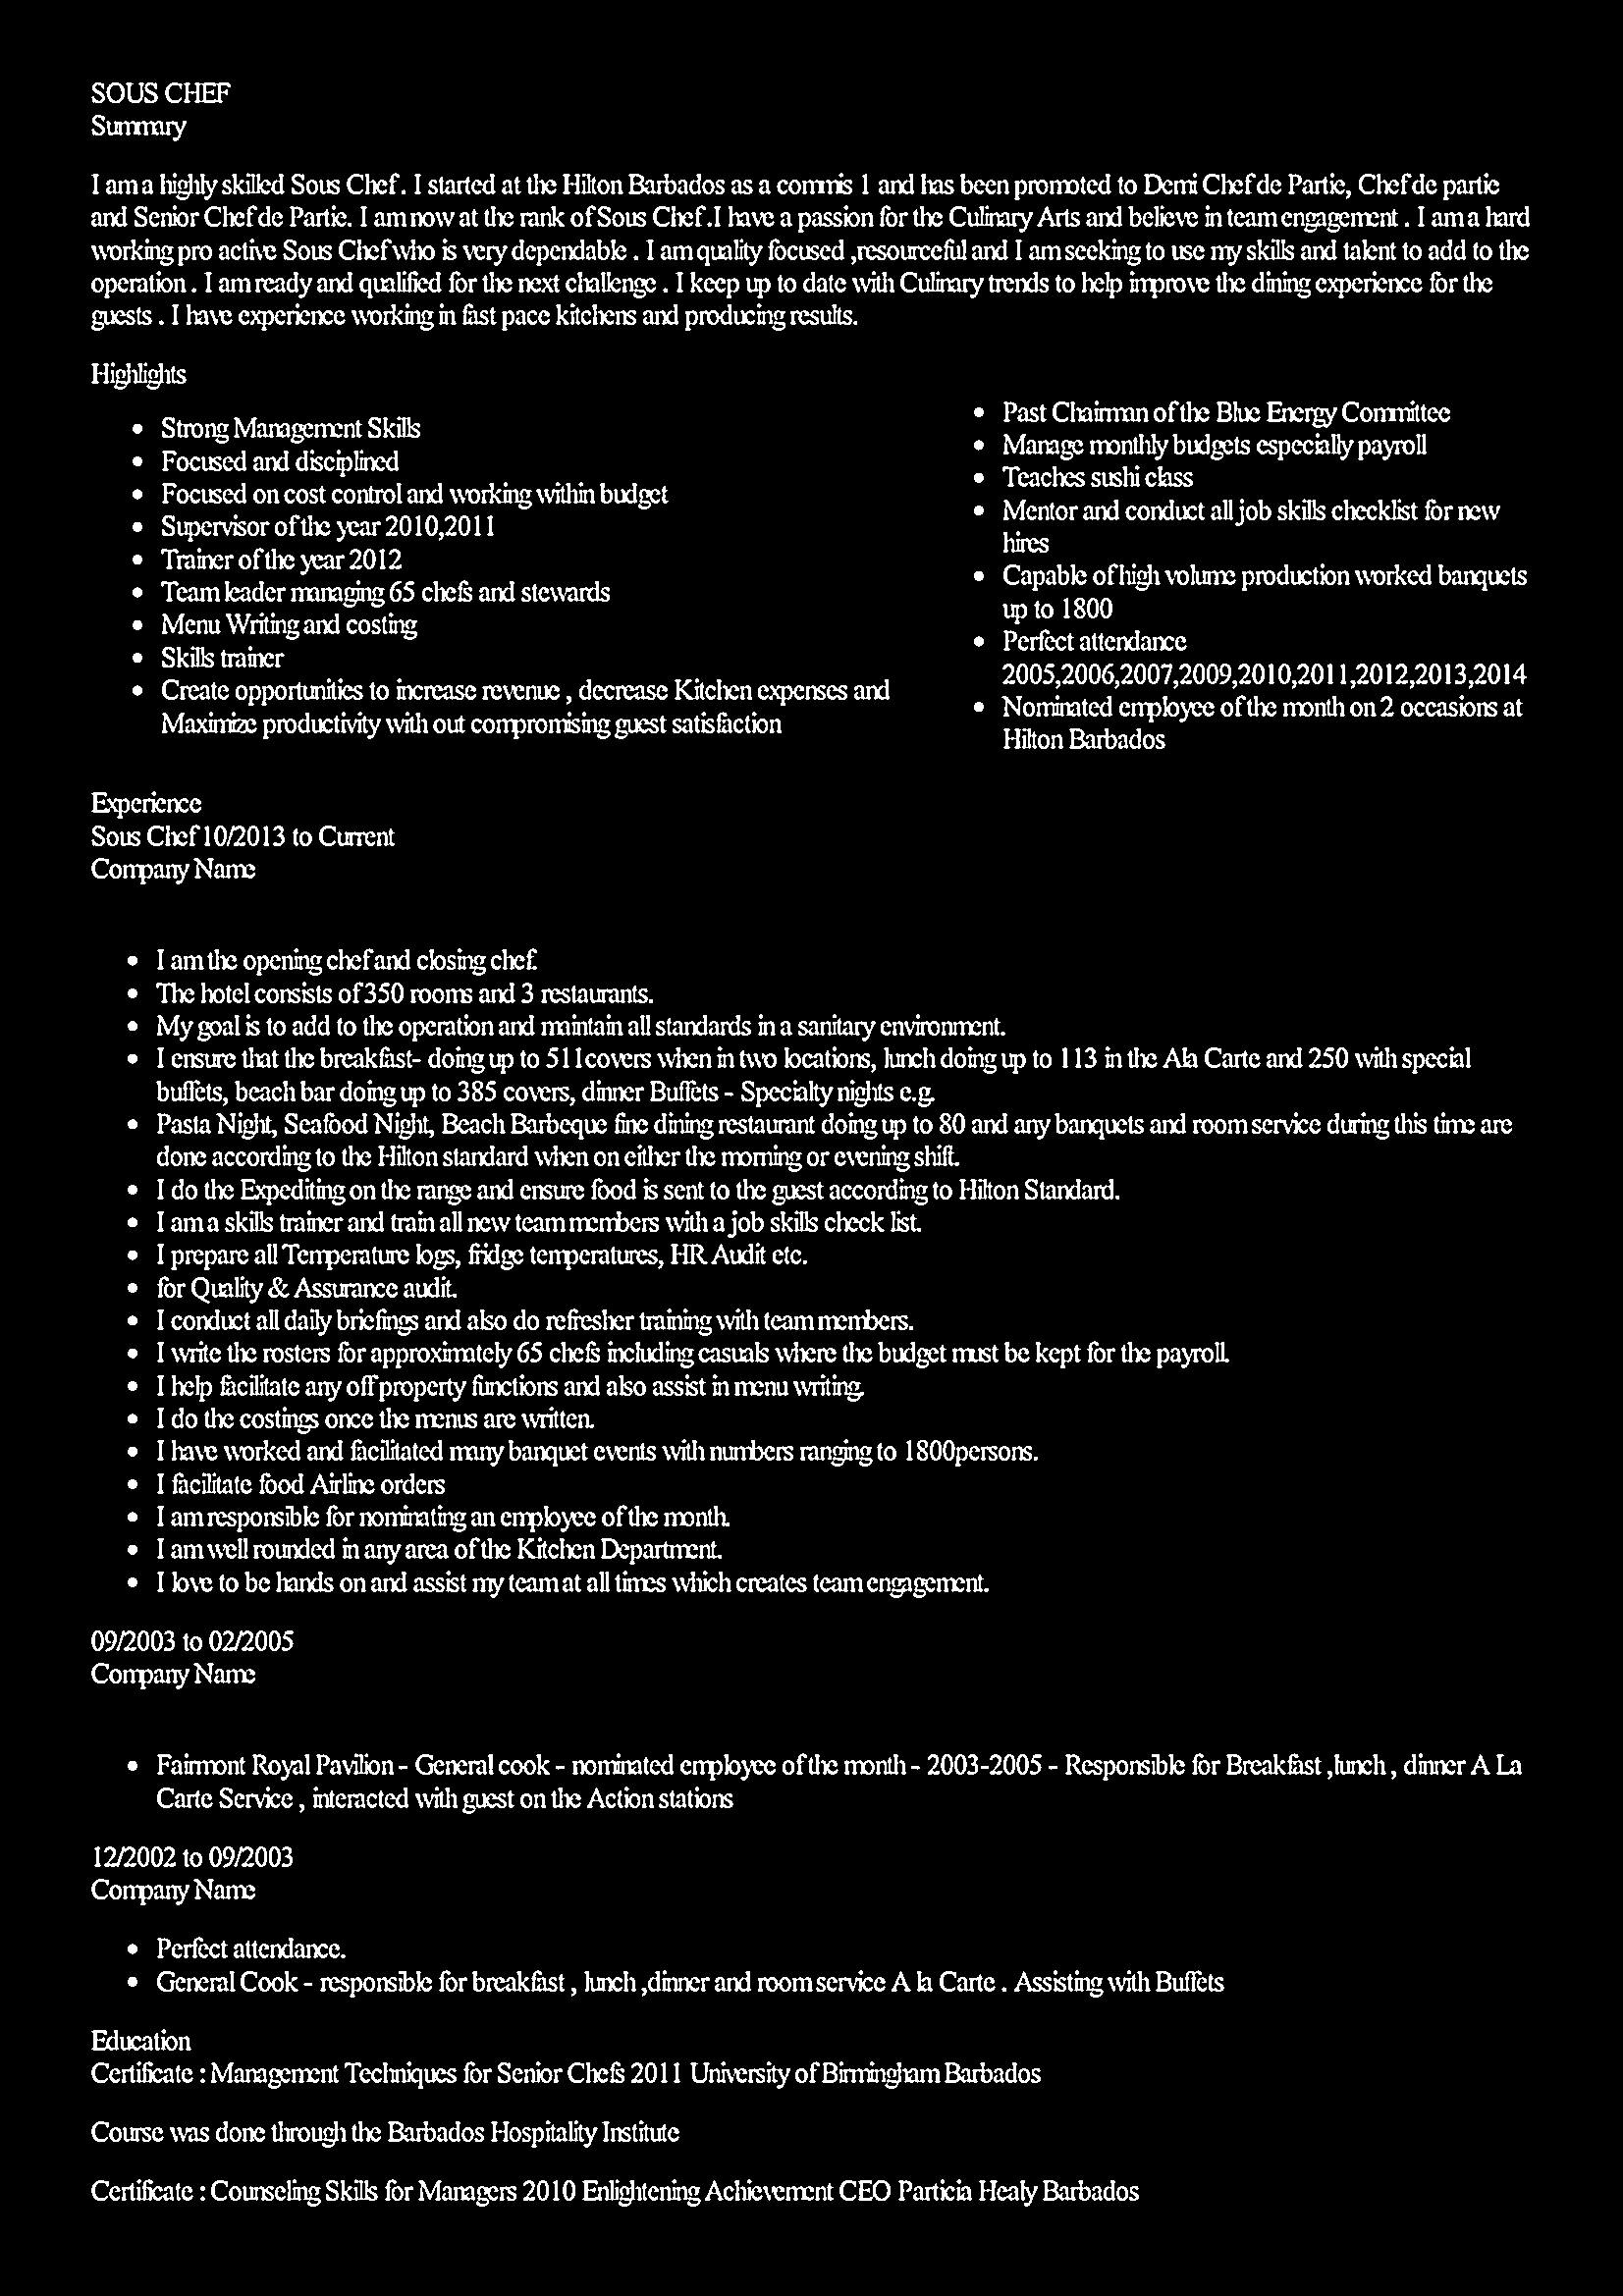 SOUS CHEF
Summary
I am a highly skilled Sous Chef . I started at the Hilton Barbados as a commis 1 and has been promoted to Demi Chef de Partie, Chef de partie
and Senior Chef de Partie. I am now at the rank of Sous Chef .I have a passion for the Culinary Arts and believe in team engagement . I am a hard
working pro active Sous Chef who is very dependable . I am quality focused ,resourceful and I am seeking to use my skills and talent to add to the
operation . I am ready and qualified for the next challenge . I keep up to date with Culinary trends to help improve the dining experience for the
guests . I have experience working in fast pace kitchens and producing results.
Highlights
• Strong Management Skills
• Focused and disciplined
• Focused on cost control and working within budget
• Supervisor of the year 2010,2011
• Trainer of the year 2012
• Team leader managing 65 chefs and stewards
• Menu Writing and costing
• Skills trainer
• Create opportunities to increase revenue , decrease Kitchen expenses and
Maximize productivity with out compromising guest satisfaction
• Past Chairman of the Blue Energy Committee
• Manage monthly budgets especially payroll
• Teaches sushi class
• Mentor and conduct all job skills checklist for new
hires
• Capable of high volume production worked banquets
up to 1800
• Perfect attendance
2005,2006,2007,2009,2010,2011,2012,2013,2014
• Nominated employee of the month on 2 occasions at
Hilton Barbados
Experience
Sous Chef 10/2013 to Current
Company Name
• I am the opening chef and closing chef.
• The hotel consists of 350 rooms and 3 restaurants.
• My goal is to add to the operation and maintain all standards in a sanitary environment.
• I ensure that the breakfast- doing up to 511covers when in two locations, lunch doing up to 113 in the Ala Carte and 250 with special
buffets, beach bar doing up to 385 covers, dinner Buffets - Specialty nights e.g.
• Pasta Night, Seafood Night, Beach Barbeque fine dining restaurant doing up to 80 and any banquets and room service during this time are
done according to the Hilton standard when on either the morning or evening shift.
• I do the Expediting on the range and ensure food is sent to the guest according to Hilton Standard.
• I am a skills trainer and train all new team members with a job skills check list.
• I prepare all Temperature logs, fridge temperatures, HR Audit etc.
• for Quality & Assurance audit.
• I conduct all daily briefings and also do refresher training with team members.
• I write the rosters for approximately 65 chefs including casuals where the budget must be kept for the payroll.
• I help facilitate any off property functions and also assist in menu writing.
• I do the costings once the menus are written.
• I have worked and facilitated many banquet events with numbers ranging to 1800persons.
• I facilitate food Airline orders
• I am responsible for nominating an employee of the month.
• I am well rounded in any area of the Kitchen Department.
• I love to be hands on and assist my team at all times which creates team engagement.
09/2003 to 02/2005
Company Name
• Fairmont Royal Pavilion - General cook - nominated employee of the month - 2003-2005 - Responsible for Breakfast ,lunch , dinner A La
Carte Service , interacted with guest on the Action stations
12/2002 to 09/2003
Company Name
• Perfect attendance.
• General Cook - responsible for breakfast , lunch ,dinner and room service A la Carte . Assisting with Buffets
Education
Certificate : Management Techniques for Senior Chefs 2011 University of Birmingham Barbados
Course was done through the Barbados Hospitality Institute
Certificate : Counseling Skills for Managers 2010 Enlightening Achievement CEO Particia Healy Barbados